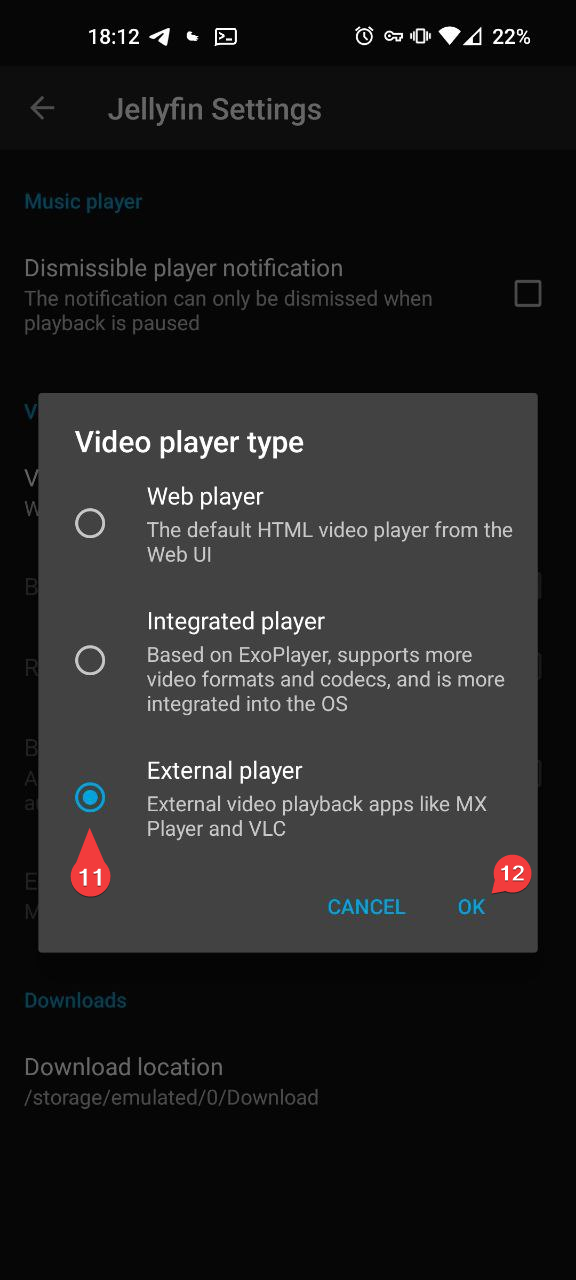 18:12
22%
Jellyfin Settings
Music player
Dismissible player notification
The notification can only be dismissed when
playback is paused
V
V
W
B
R
B
A
au
E
M
Video player type
Web player
The default HTML video player from the
Web UI
Integrated player
Based on ExoPlayer, supports more
video formats and codecs, and is more
integrated into the OS
External player
External video playback apps like MX
Player and VLC
11
12
CANCEL OK
Downloads
Download location
/storage/emulated/0/Download